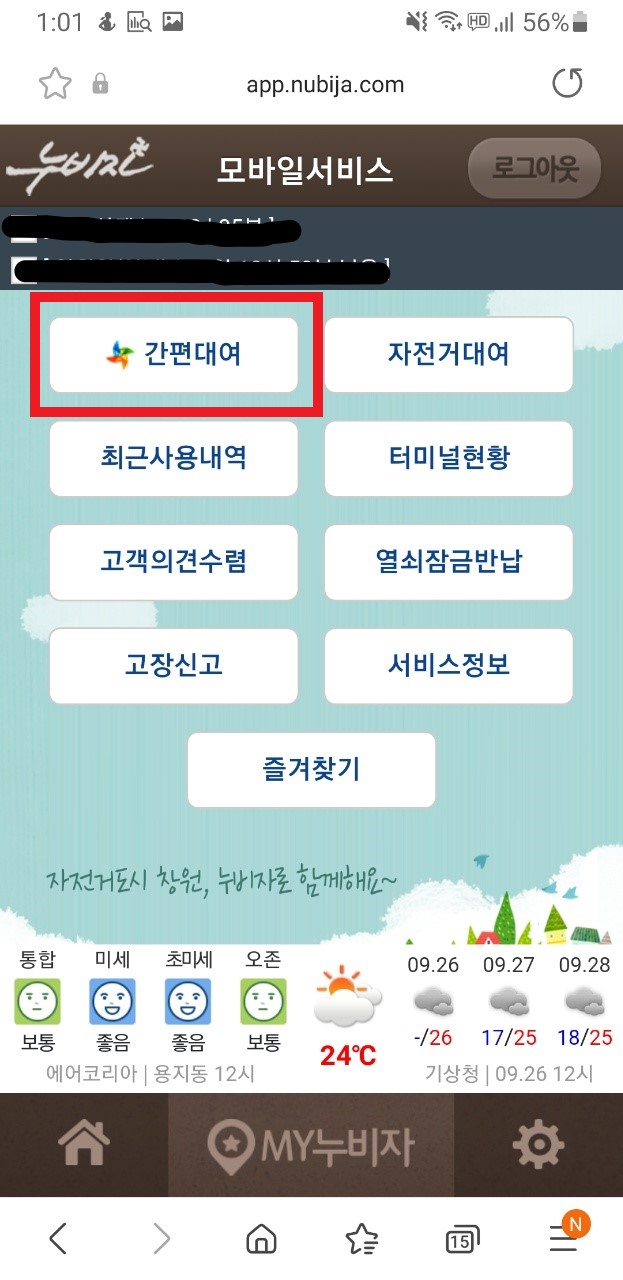 1:01 HD 56%
app.nubija.com
누비자 모바일서비스 로그아웃
간편대여 자전거대여
최근사용내역 터미널현황
고객의견수렴 열쇠잠금반납
고장신고 서비스정보
즐겨찾기
자전거도시 창원, 누비자로 함께해요~
통합 미세 초미세 오존
보통 좋음 좋음 보통
24℃
09.26 09.27 09.28
-/26 17/25 18/25
에어코리아 | 용지동 12시 기상청 | 09.26 12시
MY누비자
15 N